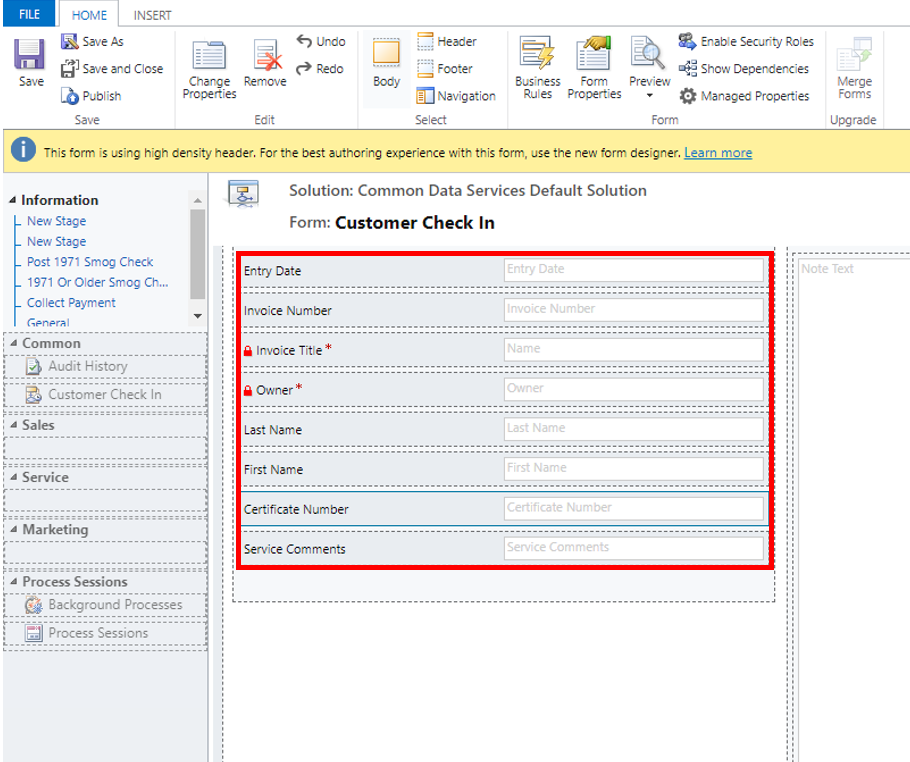 FILE HOME INSERT
Save
Save As
Save and Close
Publish
Save
Change Properties
Remove
Undo
Redo
Edit
Body
Header
Footer
Navigation
Select
Business Rules
Form Properties
Preview
Enable Security Roles
Show Dependencies
Managed Properties
Form
Merge Forms
Upgrade
This form is using high density header. For the best authoring experience with this form, use the new form designer. Learn more
Information
New Stage
New Stage
Post 1971 Smog Check
1971 Or Older Smog Ch...
Collect Payment
General
Common
Audit History
Customer Check In
Sales
Service
Marketing
Process Sessions
Background Processes
Process Sessions
Solution: Common Data Services Default Solution
Form: Customer Check In
Entry Date Entry Date
Invoice Number Invoice Number
Invoice Title * Name
Owner * Owner
Last Name Last Name
First Name First Name
Certificate Number Certificate Number
Service Comments Service Comments
Note Text